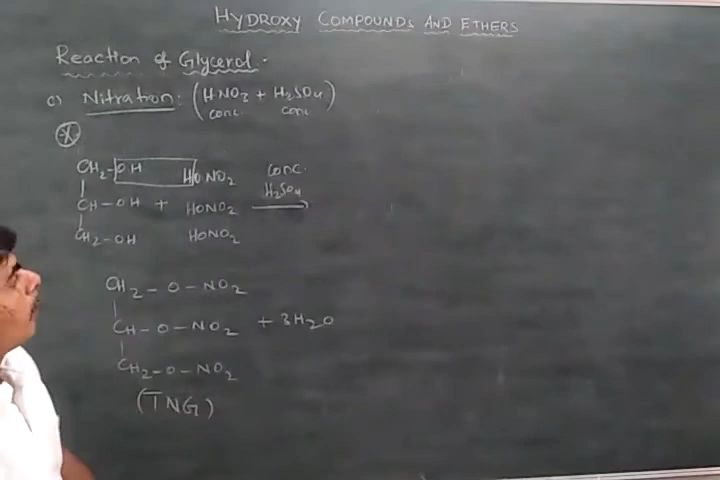 HYDROXY COMPOUNDS AND ETHERS
Reaction of Glycerol.
c) Nitration: (HNO3 + H2SO4)
conc. conc.
*
CH2-OH HONO2 conc.
CH-OH + HONO2 H2SO4 →
CH2-OH HONO2
CH2-O-NO2
CH-O-NO2 + 3H2O
CH2-O-NO2
(TNG)